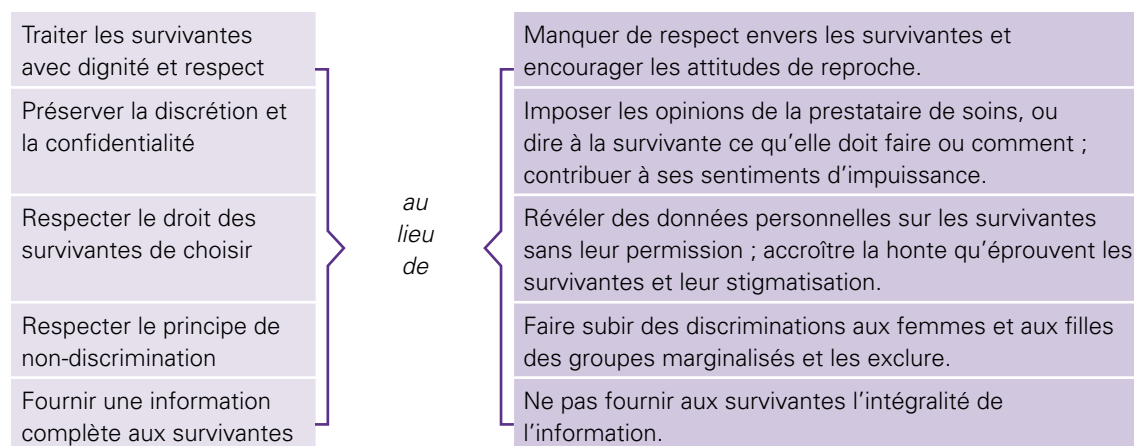 Traiter les survivantes
avec dignité et respect
Préserver la discrétion et
la confidentialité
Respecter le droit des
survivantes de choisir
Respecter le principe de
non-discrimination
Fournir une information
complète aux survivantes
au
lieu
de
Manquer de respect envers les survivantes et
encourager les attitudes de reproche.
Imposer les opinions de la prestataire de soins, ou
dire à la survivante ce qu’elle doit faire ou comment ;
contribuer à ses sentiments d’impuissance.
Révéler des données personnelles sur les survivantes
sans leur permission ; accroître la honte qu’éprouvent les
survivantes et leur stigmatisation.
Faire subir des discriminations aux femmes et aux filles
des groupes marginalisés et les exclure.
Ne pas fournir aux survivantes l’intégralité de
l’information.